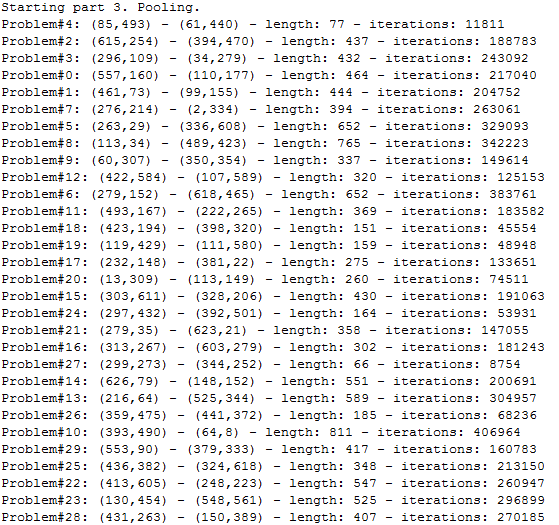 Starting part 3. Pooling.
Problem#4: (85,493) - (61,440) - length: 77 - iterations: 11811
Problem#2: (615,254) - (394,470) - length: 437 - iterations: 188783
Problem#3: (296,109) - (34,279) - length: 432 - iterations: 243092
Problem#0: (557,160) - (110,177) - length: 464 - iterations: 217040
Problem#1: (461,73) - (99,155) - length: 444 - iterations: 204752
Problem#7: (276,214) - (2,334) - length: 394 - iterations: 263061
Problem#5: (263,29) - (336,608) - length: 652 - iterations: 329093
Problem#8: (113,34) - (489,423) - length: 765 - iterations: 342223
Problem#9: (60,307) - (350,354) - length: 337 - iterations: 149614
Problem#12: (422,584) - (107,589) - length: 320 - iterations: 125153
Problem#6: (279,152) - (618,465) - length: 652 - iterations: 383761
Problem#11: (493,167) - (222,265) - length: 369 - iterations: 183582
Problem#18: (423,194) - (398,320) - length: 151 - iterations: 45554
Problem#19: (119,429) - (111,580) - length: 159 - iterations: 48948
Problem#17: (232,148) - (381,22) - length: 275 - iterations: 133651
Problem#20: (13,309) - (113,149) - length: 260 - iterations: 74511
Problem#15: (303,611) - (328,206) - length: 430 - iterations: 191063
Problem#24: (297,432) - (392,501) - length: 164 - iterations: 53931
Problem#21: (279,35) - (623,21) - length: 358 - iterations: 147055
Problem#16: (313,267) - (603,279) - length: 302 - iterations: 181243
Problem#27: (299,273) - (344,252) - length: 66 - iterations: 8754
Problem#14: (626,79) - (148,152) - length: 551 - iterations: 200691
Problem#13: (216,64) - (525,344) - length: 589 - iterations: 304957
Problem#26: (359,475) - (441,372) - length: 185 - iterations: 68236
Problem#10: (393,490) - (64,8) - length: 811 - iterations: 406964
Problem#29: (553,90) - (379,333) - length: 417 - iterations: 160783
Problem#25: (436,382) - (324,618) - length: 348 - iterations: 213150
Problem#22: (413,605) - (248,223) - length: 547 - iterations: 260947
Problem#23: (130,454) - (548,561) - length: 525 - iterations: 296899
Problem#28: (431,263) - (150,389) - length: 407 - iterations: 270185